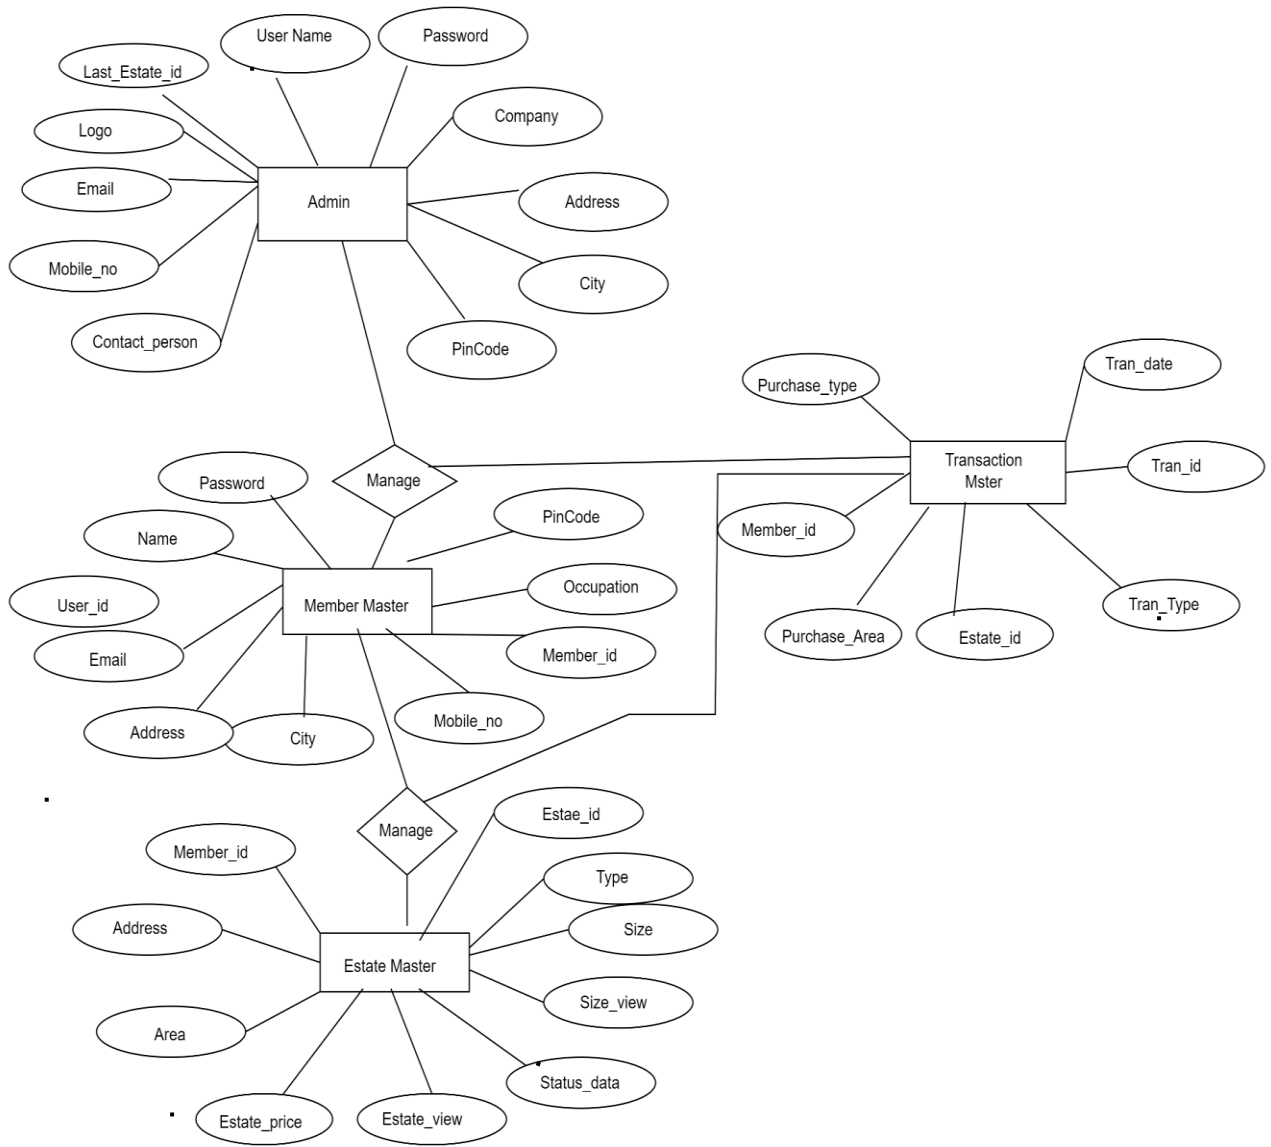 User Name
Password
Last_Estate_id
Company
Logo
Email
Admin
Address
Mobile_no
City
Contact_person
PinCode
Purchase_type
Tran_date
Transaction
Mster
Tran_id
Manage
Password
PinCode
Member_id
Name
Occupation
User_id
Member Master
Tran_Type
Purchase_Area
Estate_id
Email
Member_id
Mobile_no
Address
City
Estae_id
Manage
Member_id
Type
Address
Size
Estate Master
Size_view
Area
Status_data
Estate_price
Estate_view